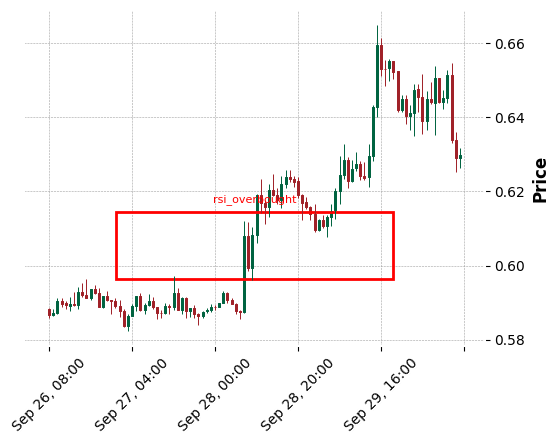 0.66
0.64
rsi_overbought
0.62
0.60
0.58
Price
Sep 26, 08:00
Sep 27, 04:00
Sep 28, 00:00
Sep 28, 20:00
Sep 29, 16:00